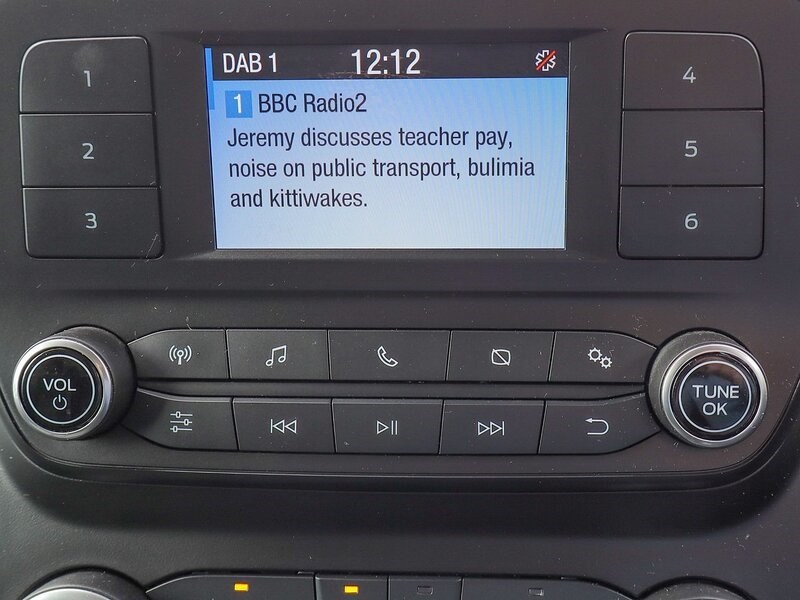 DAB 1 12:12
1 BBC Radio2
Jeremy discusses teacher pay,
noise on public transport, bulimia
and kittiwakes.
1
2
3
4
5
6
VOL
TUNE
OK